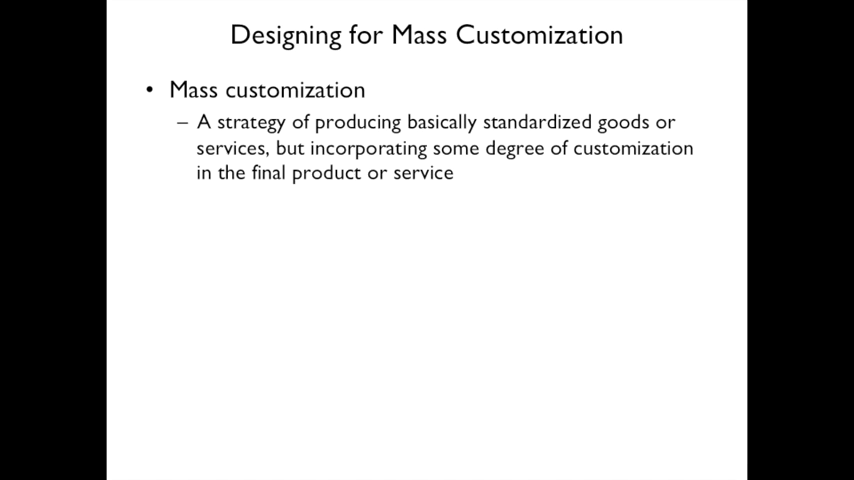 Designing for Mass Customization
• Mass customization
– A strategy of producing basically standardized goods or
services, but incorporating some degree of customization
in the final product or service